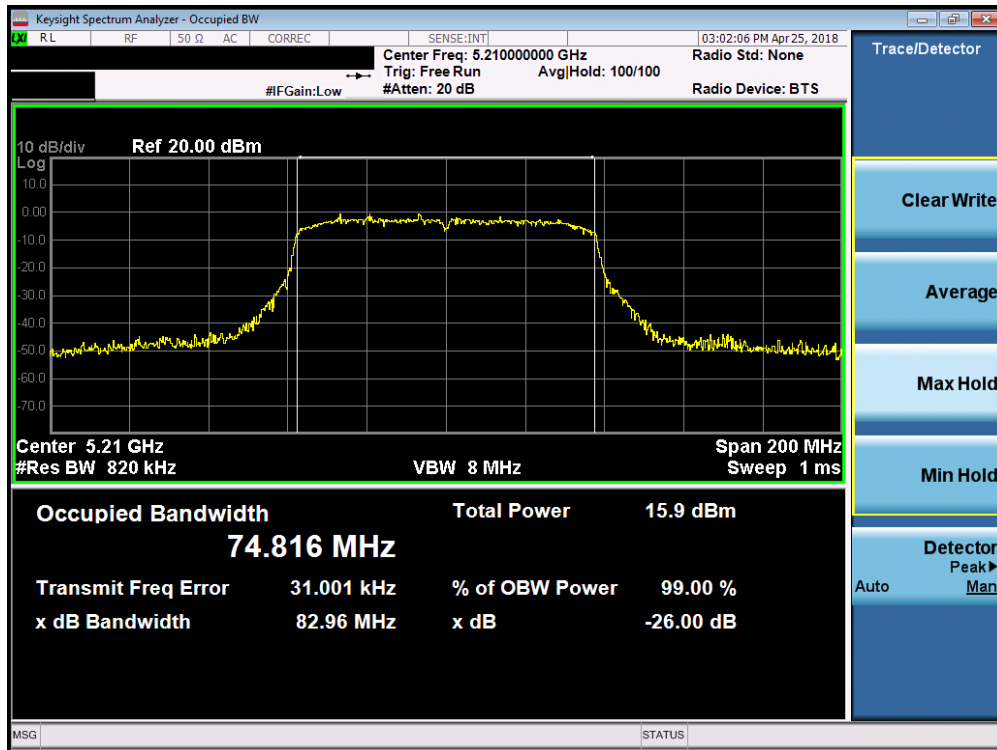 Keysight Spectrum Analyzer - Occupied BW
LXI RL RF 50 Ω AC CORREC SENSE:INT 03:02:06 PM Apr 25, 2018
Center Freq: 5.210000000 GHz Radio Std: None
Trig: Free Run Avg|Hold: 100/100
#IFGain:Low #Atten: 20 dB Radio Device: BTS
Trace/Detector
10 dB/div Ref 20.00 dBm
Log
10.0
0.00
-10.0
-20.0
-30.0
-40.0
-50.0
-60.0
-70.0
Center 5.21 GHz Span 200 MHz
#Res BW 820 kHz VBW 8 MHz Sweep 1 ms
Occupied Bandwidth Total Power 15.9 dBm
74.816 MHz
Transmit Freq Error 31.001 kHz % of OBW Power 99.00 %
x dB Bandwidth 82.96 MHz x dB -26.00 dB
Clear Write
Average
Max Hold
Min Hold
Detector
Peak▶
Auto Man
MSG STATUS